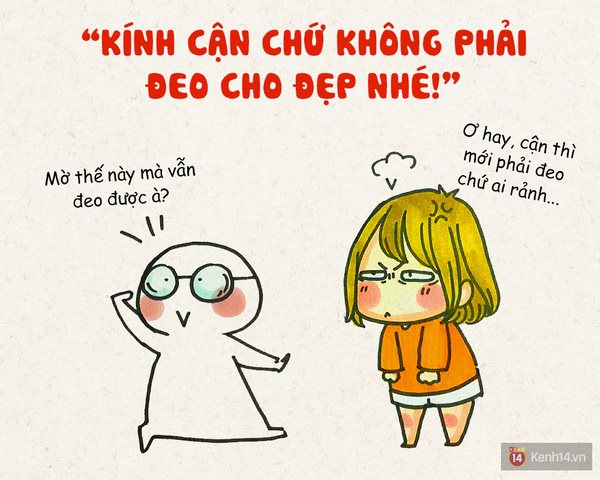 “KÍNH CẬN CHỨ KHÔNG PHẢI
ĐEO CHO ĐẸP NHÉ!”
Mờ thế này mà vẫn
đeo được à?
Ơ hay, cận thì
mới phải đeo
chứ ai rảnh...
14 Kenh14.vn